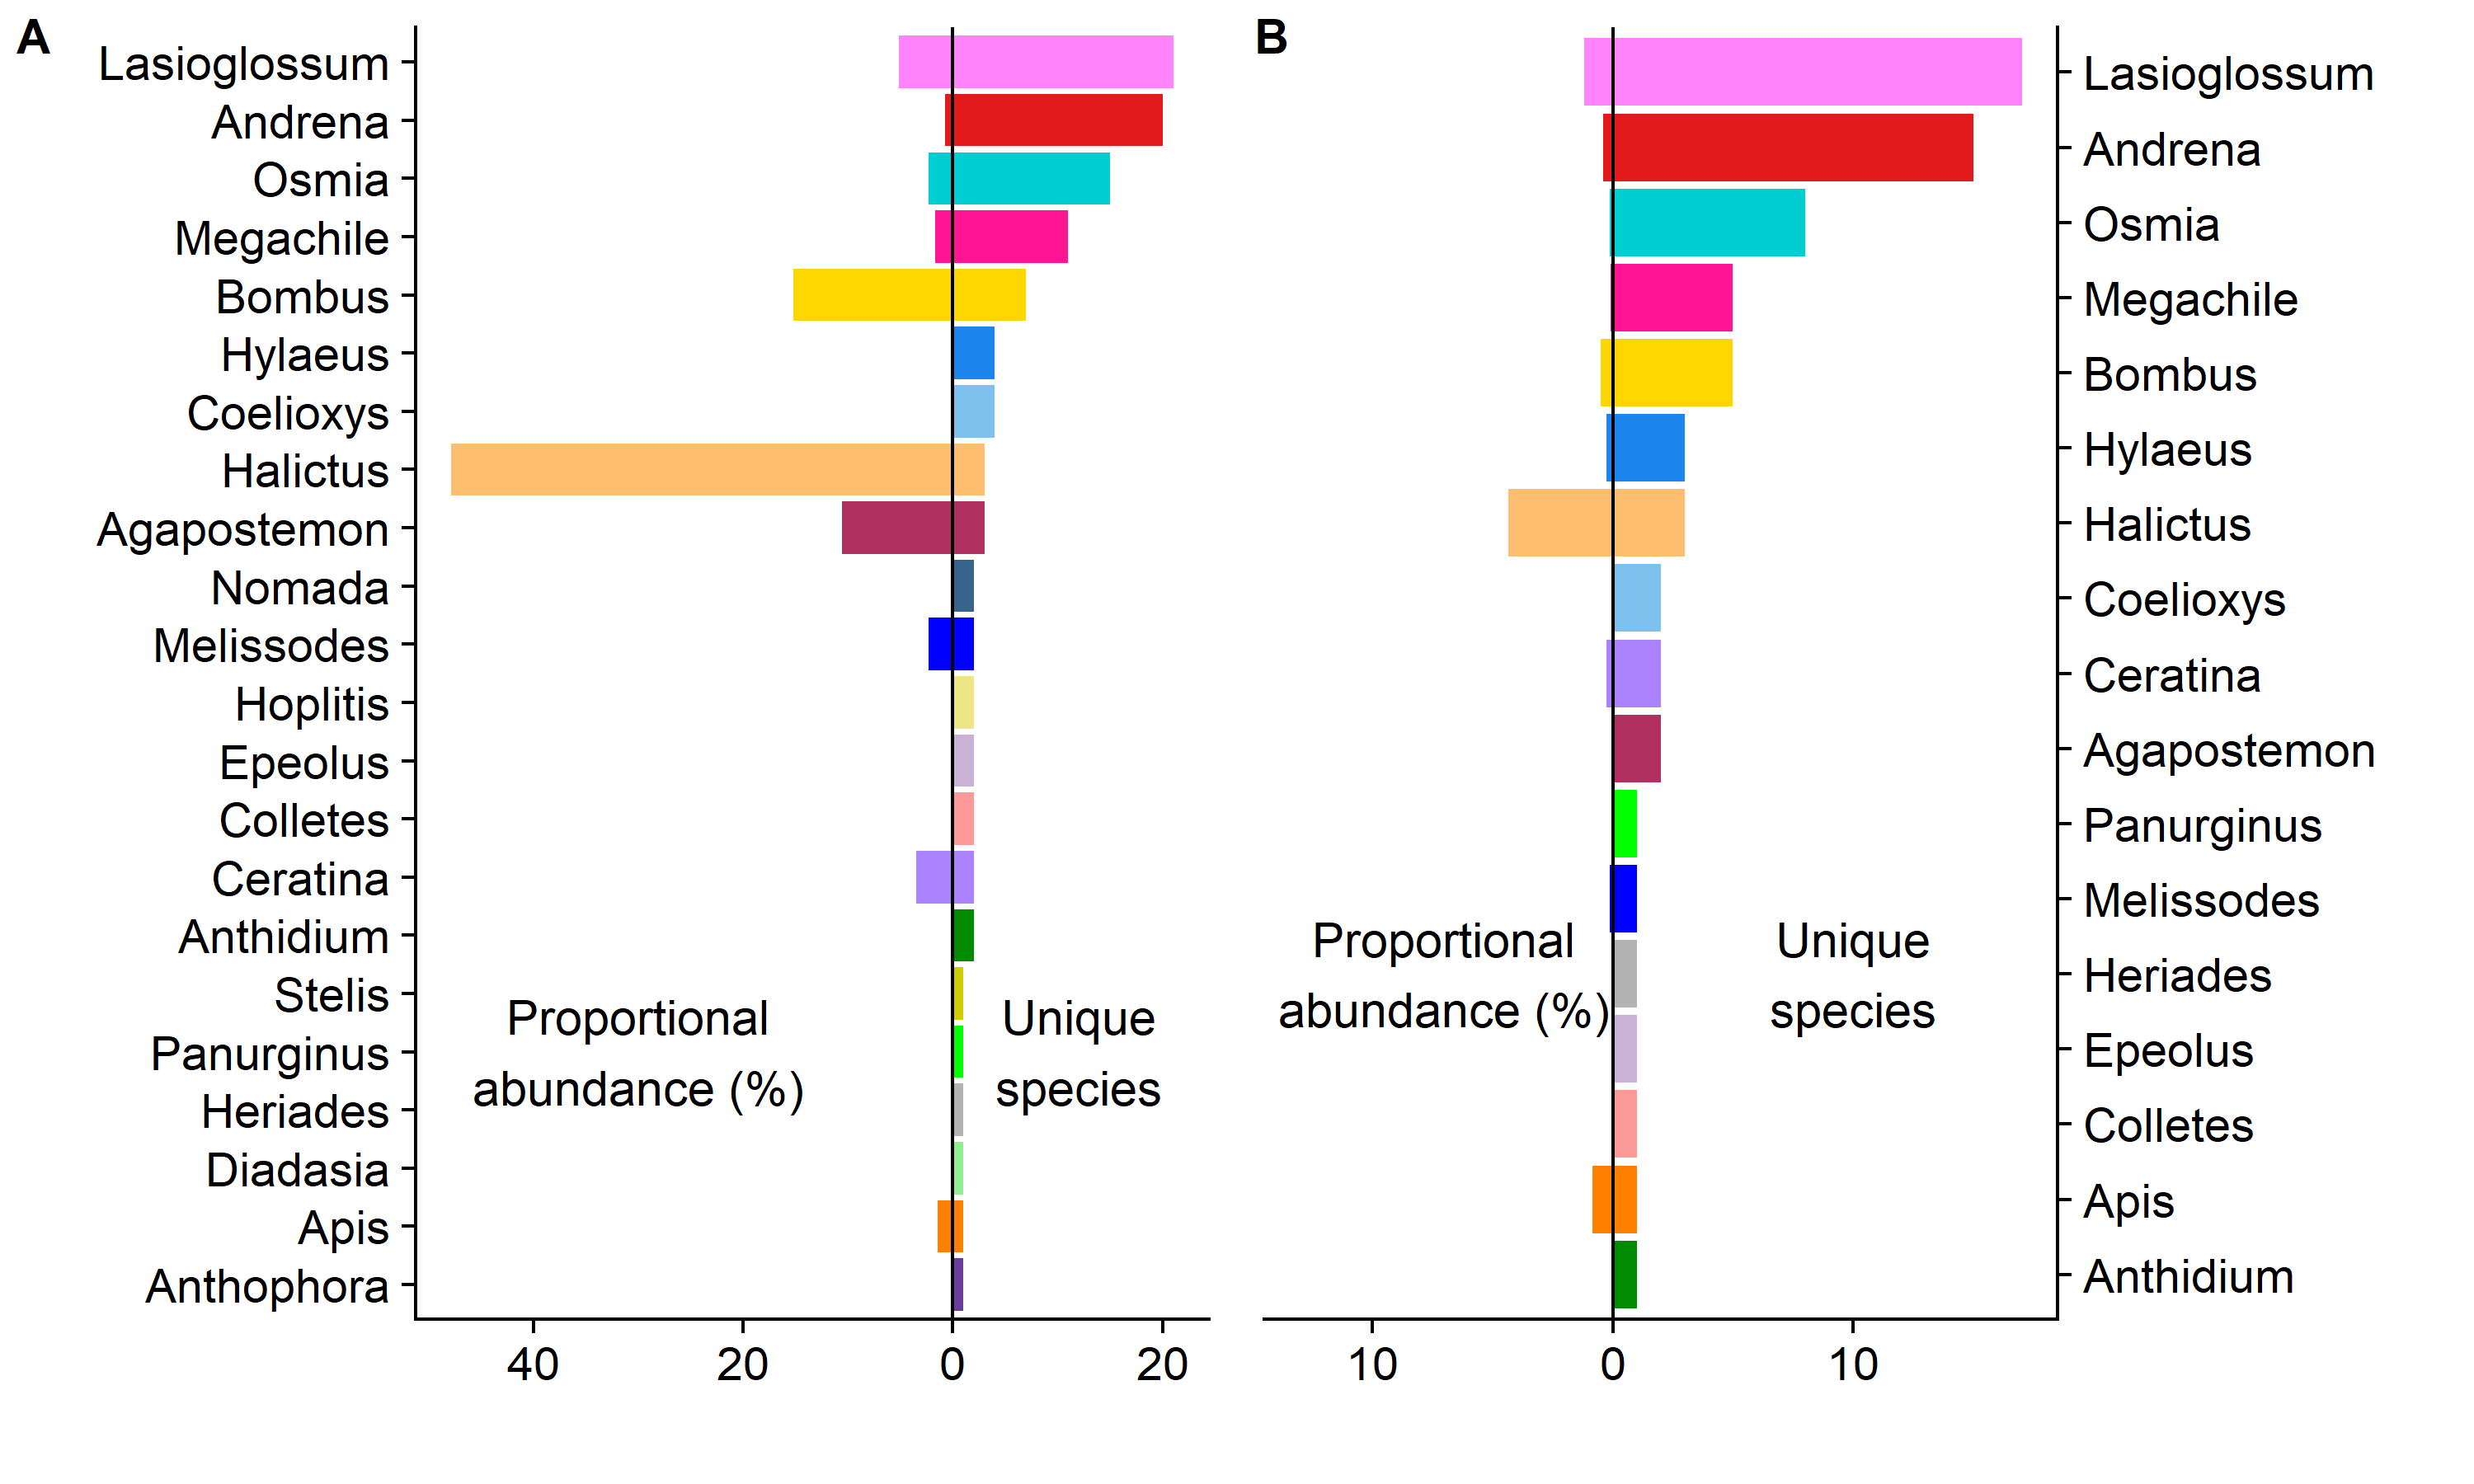 A
Lasioglossum
Andrena
Osmia
Megachile
Bombus
Hylaeus
Coelioxys
Halictus
Agapostemon
Nomada
Melissodes
Hoplitis
Epeolus
Colletes
Ceratina
Anthidium
Stelis
Panurginus
Heriades
Diadasia
Apis
Anthophora
Proportional
abundance (%)
Unique
species
40 20 0 20
B
Lasioglossum
Andrena
Osmia
Megachile
Bombus
Hylaeus
Halictus
Coelioxys
Ceratina
Agapostemon
Panurginus
Melissodes
Heriades
Epeolus
Colletes
Apis
Anthidium
Proportional
abundance (%)
Unique
species
10 0 10